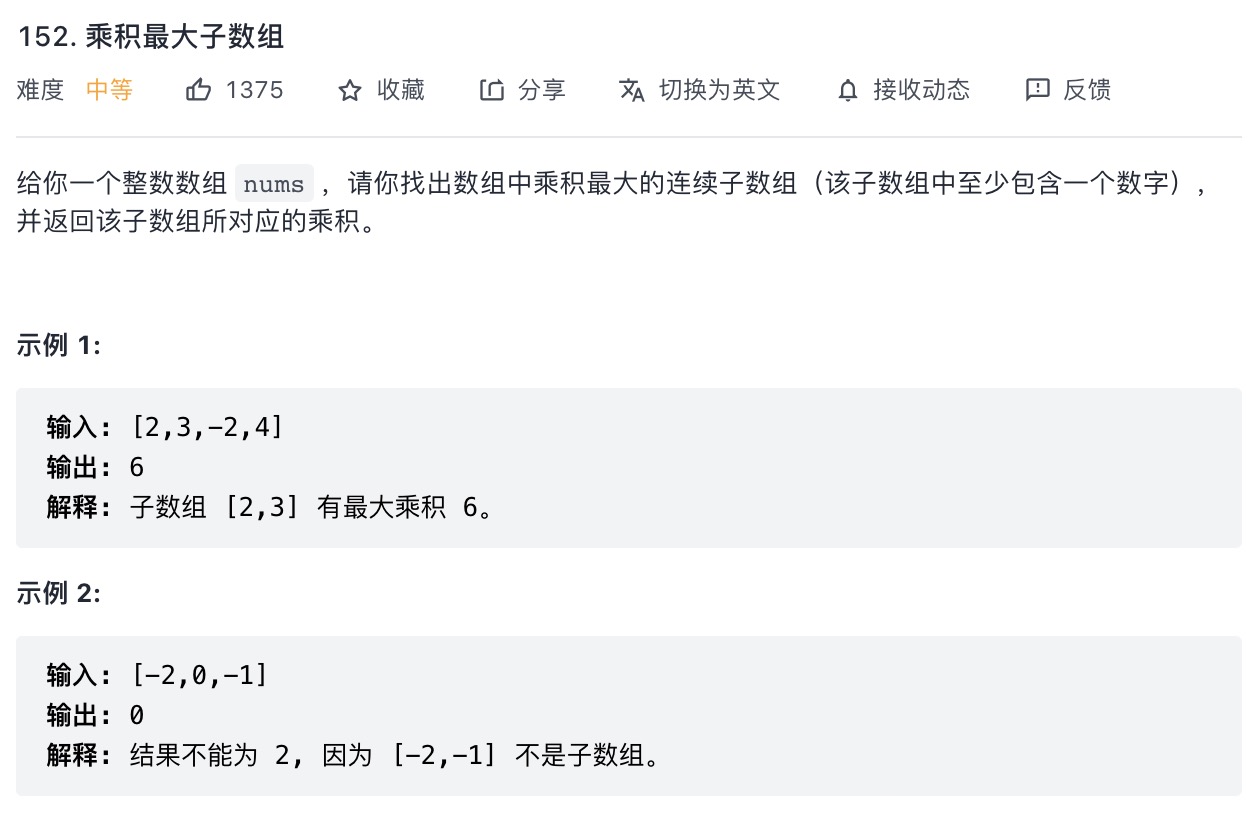 152. 乘积最大子数组
难度 中等 1375 收藏 分享 切换为英文 接收动态 反馈
给你一个整数数组 nums ，请你找出数组中乘积最大的连续子数组（该子数组中至少包含一个数字），
并返回该子数组所对应的乘积。
示例 1:
输入: [2,3,-2,4]
输出: 6
解释: 子数组 [2,3] 有最大乘积 6。
示例 2:
输入: [-2,0,-1]
输出: 0
解释: 结果不能为 2, 因为 [-2,-1] 不是子数组。